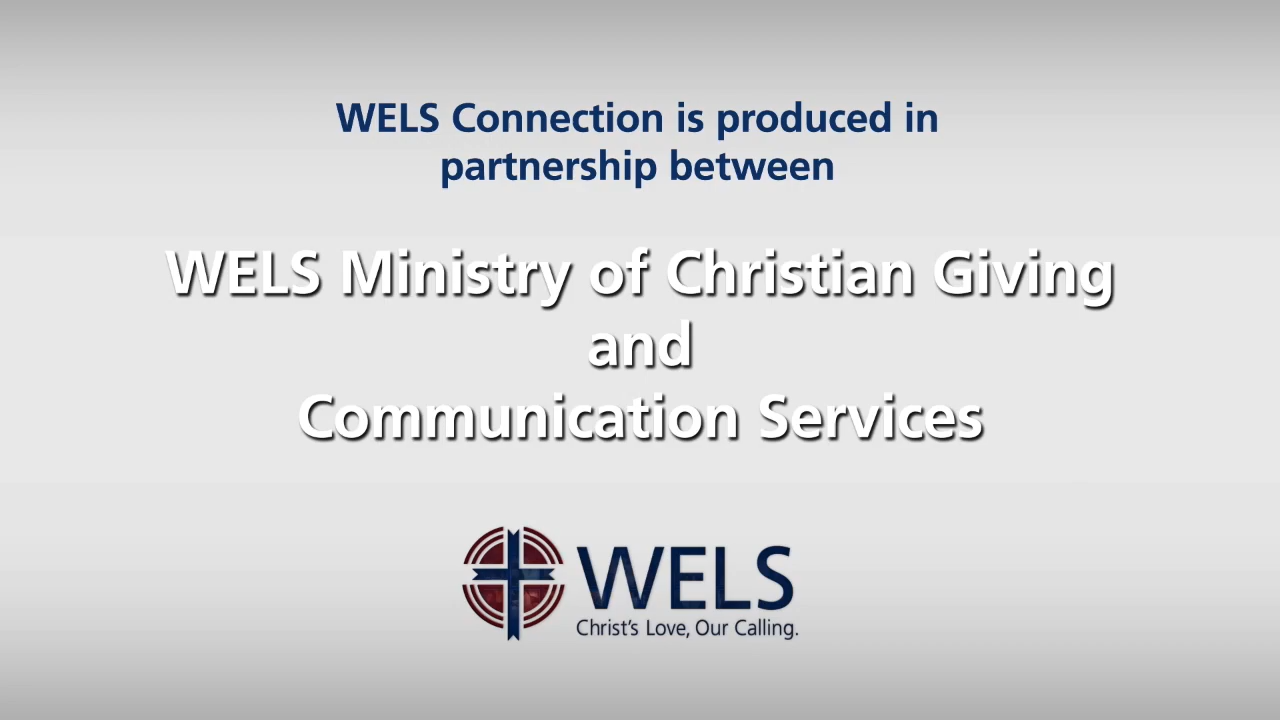 WELS Connection is produced in
partnership between
WELS Ministry of Christian Giving
and
Communication Services
WELS
Christ's Love, Our Calling.